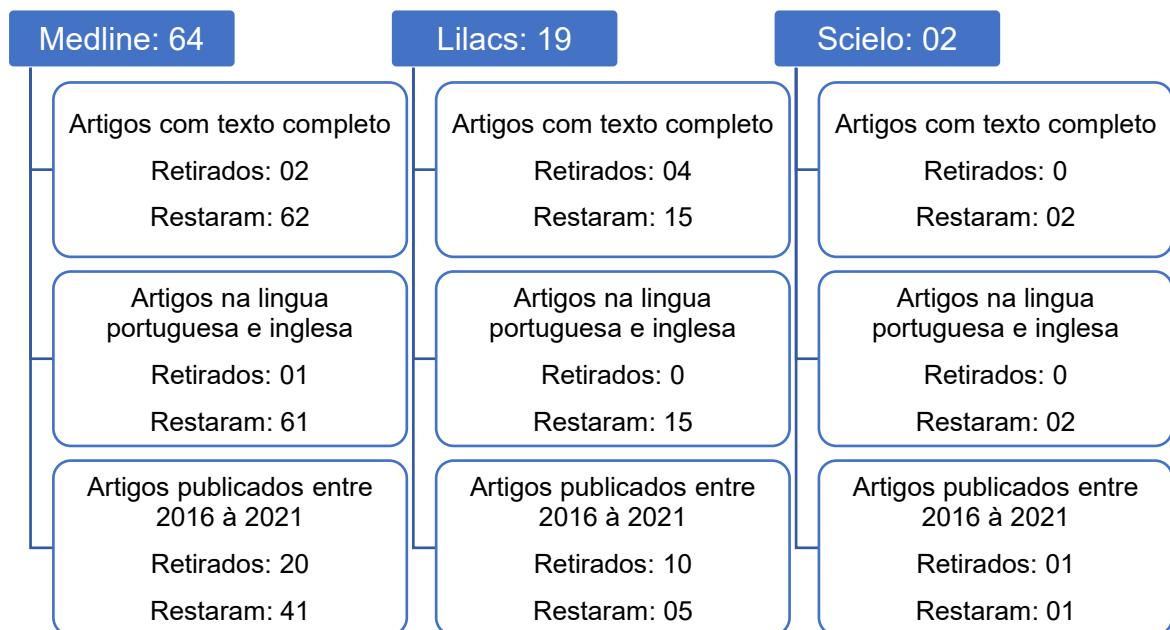 Medline: 64
Artigos com texto completo
Retirados: 02
Restaram: 62
Artigos na lingua
portuguesa e inglesa
Retirados: 01
Restaram: 61
Artigos publicados entre
2016 à 2021
Retirados: 20
Restaram: 41
Lilacs: 19
Artigos com texto completo
Retirados: 04
Restaram: 15
Artigos na lingua
portuguesa e inglesa
Retirados: 0
Restaram: 15
Artigos publicados entre
2016 à 2021
Retirados: 10
Restaram: 05
Scielo: 02
Artigos com texto completo
Retirados: 0
Restaram: 02
Artigos na lingua
portuguesa e inglesa
Retirados: 0
Restaram: 02
Artigos publicados entre
2016 à 2021
Retirados: 01
Restaram: 01